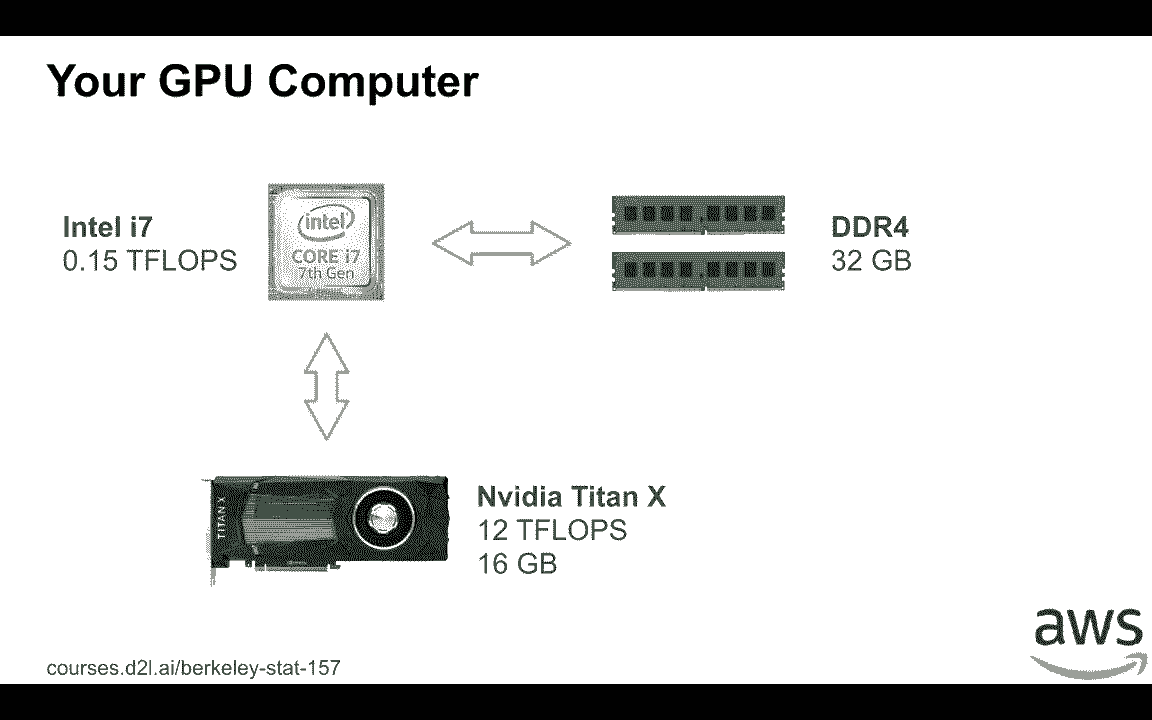 Your GPU Computer
Intel i7
0.15 TFLOPS
intel
CORE i7
7th Gen
DDR4
32 GB
TITAN X
Nvidia Titan X
12 TFLOPS
16 GB
aws
courses.d2l.ai/berkeley-stat-157